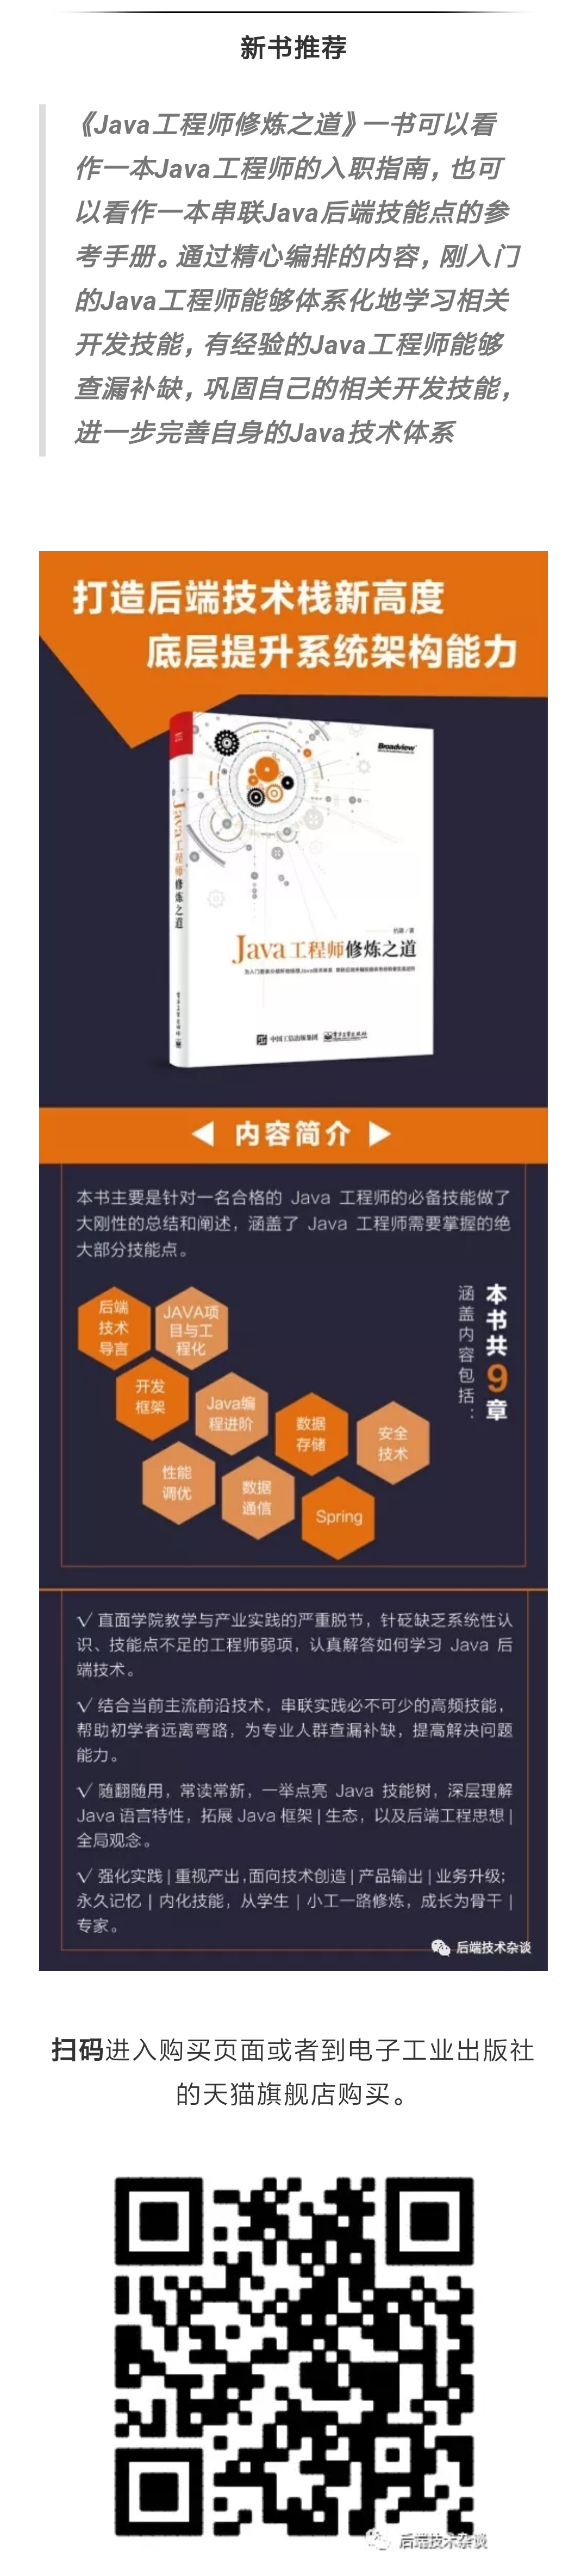 新书推荐
《Java工程师修炼之道》一书可以看
作一本Java工程师的入职指南，也可
以看作一本串联Java后端技能点的参
考手册。通过精心编排的内容，刚入门
的Java工程师能够体系化地学习相关
开发技能，有经验的Java工程师能够
查漏补缺，巩固自己的相关开发技能，
进一步完善自身的Java技术体系
打造后端技术栈新高度
底层提升系统架构能力
Broadview
Java工程师修炼之道
Java工程师修炼之道
中国工信出版集团
电子工业出版社
内容简介
本书主要是针对一名合格的 Java 工程师的必备技能做了
大刚性的总结和阐述，涵盖了 Java 工程师需要掌握的绝
大部分技能点。
本书共9章
涵盖内容包括：
后端
技术
导言
JAVA项
目与工
程化
开发
框架
Java编
程进阶
数据
存储
安全
技术
性能
调优
数据
通信
Spring
√ 直面学院教学与产业实践的严重脱节，针砭缺乏系统性认
识、技能点不足的工程师弱项，认真解答如何学习 Java 后
端技术。
√ 结合当前主流前沿技术，串联实践必不可少的高频技能，
帮助初学者远离弯路，为专业人群查漏补缺，提高解决问题
能力。
√ 随翻随用，常读常新，一举点亮 Java 技能树，深层理解
Java 语言特性，拓展 Java 框架 | 生态，以及后端工程思想 |
全局观念。
√ 强化实践 | 重视产出,面向技术创造 | 产品输出 | 业务升级;
永久记忆 | 内化技能，从学生 | 小工一路修炼，成长为骨干 |
专家。
后端技术杂谈
扫码进入购买页面或者到电子工业出版社
的天猫旗舰店购买。
后端技术杂谈